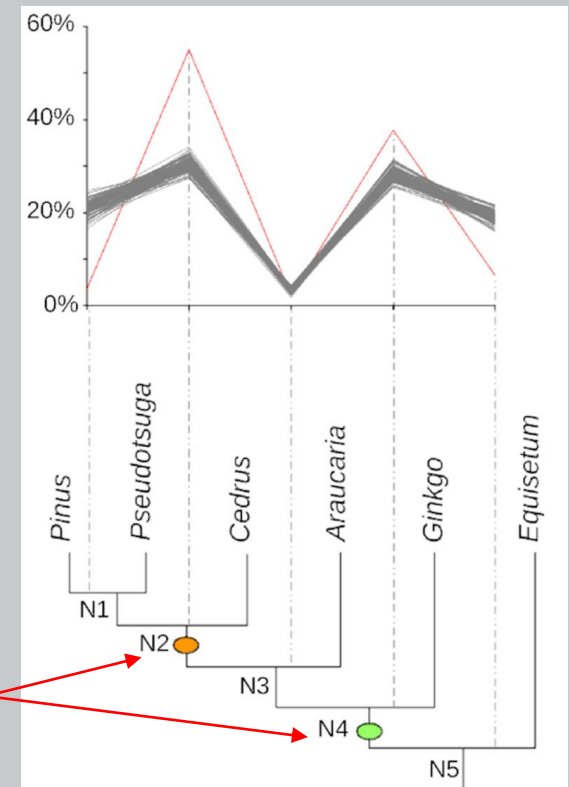 60%
40%
20%
0%
Pinus
Pseudotsuga
Cedrus
Araucaria
Ginkgo
Equisetum
N1
N2
N3
N4
N5